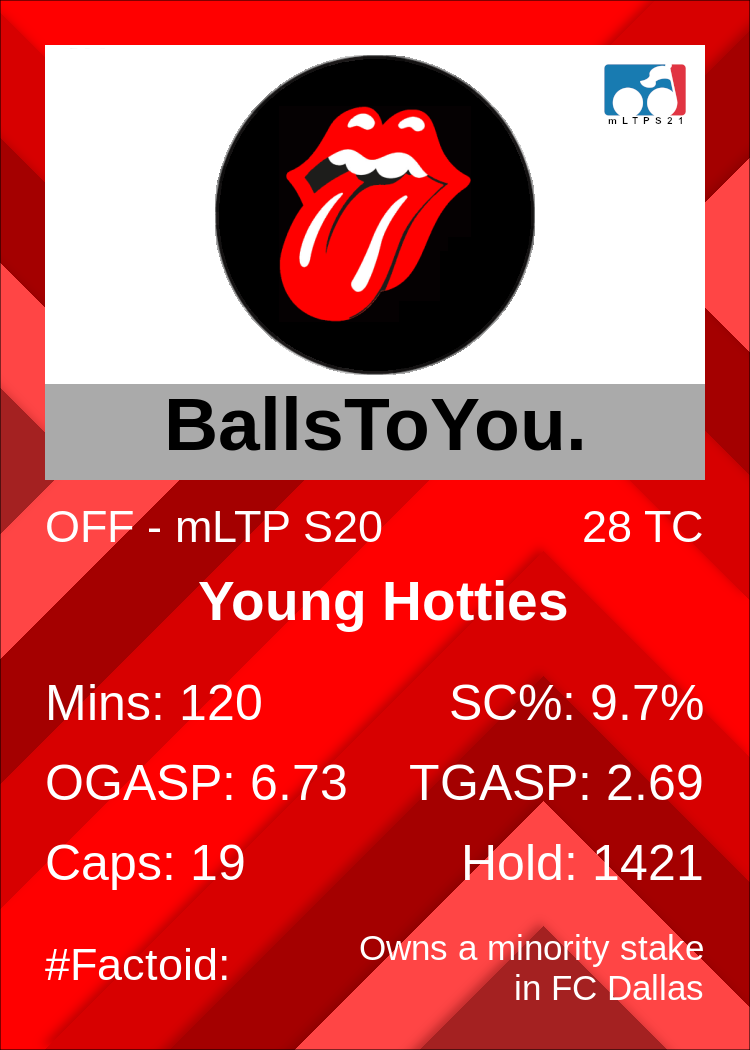 mLTPS21
BallsToYou.
OFF - mLTP S20 28 TC
Young Hotties
Mins: 120 SC%: 9.7%
OGASP: 6.73 TGASP: 2.69
Caps: 19 Hold: 1421
#Factoid: Owns a minority stake
in FC Dallas